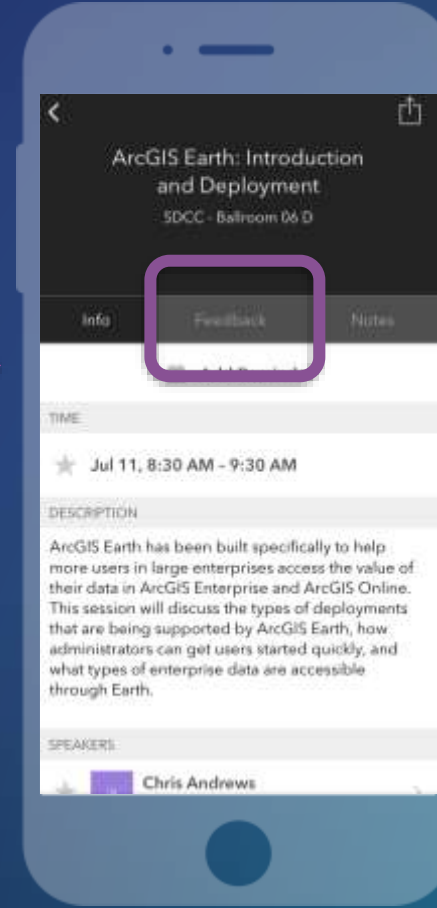 ArcGIS Earth: Introduction
and Deployment
SDCC - Ballroom 06 D
Info
Feedback
Notes
TIME
Jul 11, 8:30 AM – 9:30 AM
DESCRIPTION
ArcGIS Earth has been built specifically to help
more users in large enterprises access the value of
their data in ArcGIS Enterprise and ArcGIS Online.
This session will discuss the types of deployments
that are being supported by ArcGIS Earth, how
administrators can get users started quickly, and
what types of enterprise data are accessible
through Earth.
SPEAKERS
Chris Andrews